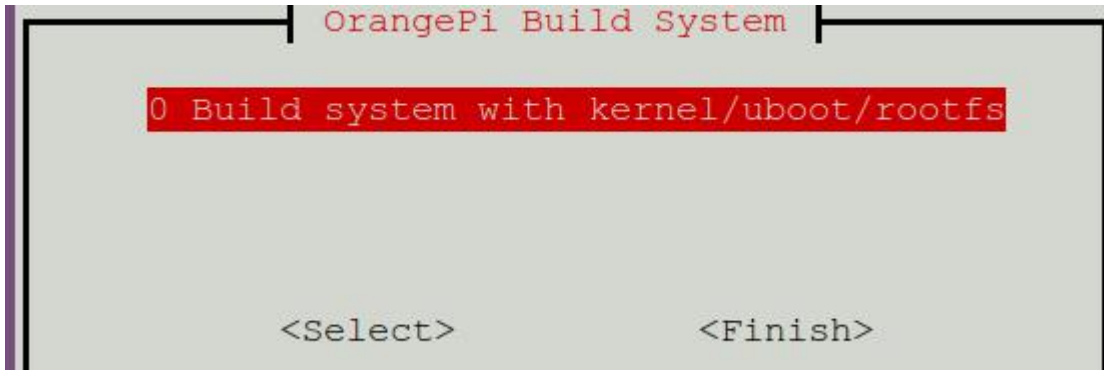 OrangePi Build System
0 Build system with kernel/uboot/rootfs
<Select> <Finish>